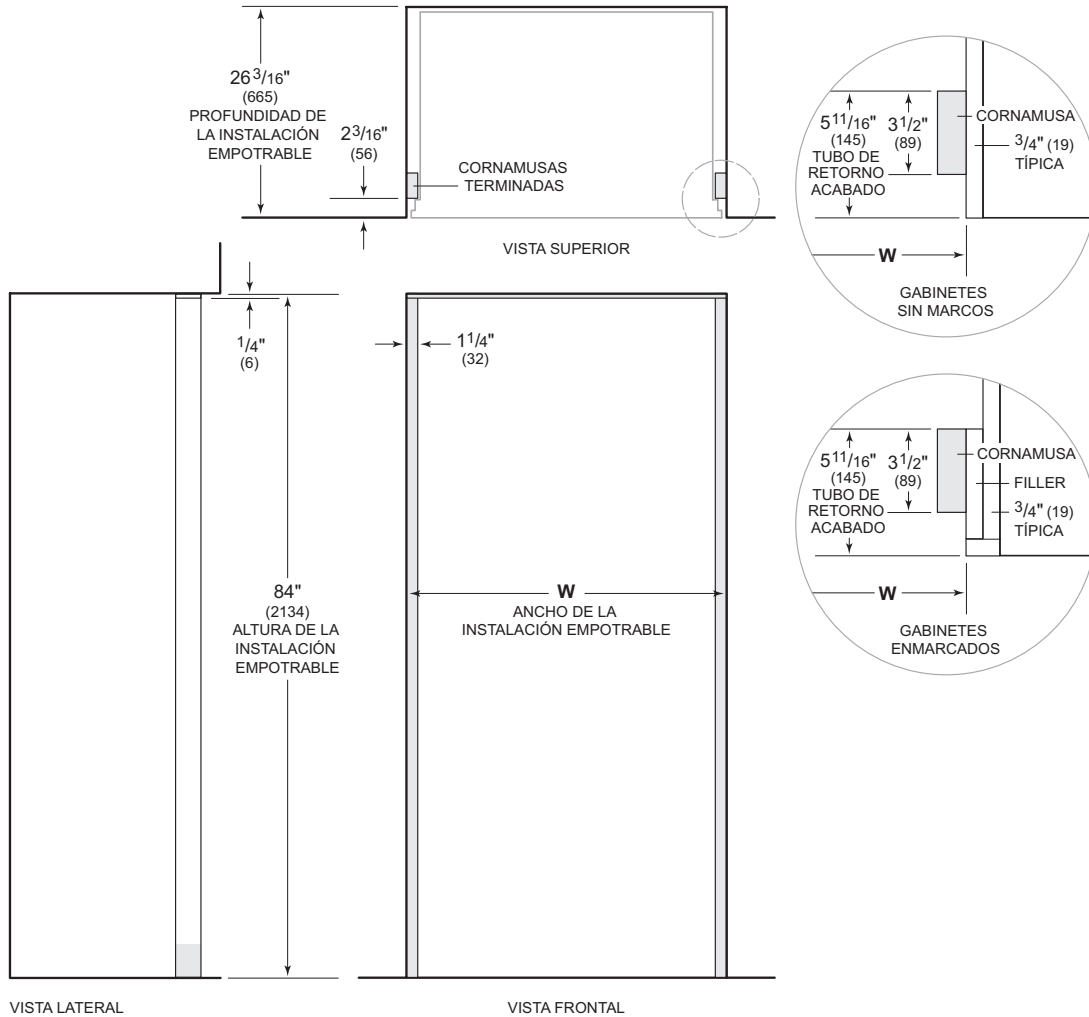 26 3/16"
(665)
PROFUNDIDAD DE
LA INSTALACIÓN
EMPOTRABLE
2 3/16"
(56)
CORNAMUSAS
TERMINADAS
VISTA SUPERIOR
5 11/16"
(145)
TUBO DE
RETORNO
ACABADO
3 1/2"
(89)
CORNAMUSA
3/4" (19)
TÍPICA
W
GABINETES
SIN MARCOS
1/4"
(6)
1 1/4"
(32)
84"
(2134)
ALTURA DE LA
INSTALACIÓN
EMPOTRABLE
W
ANCHO DE LA
INSTALACIÓN EMPOTRABLE
5 11/16"
(145)
TUBO DE
RETORNO
ACABADO
3 1/2"
(89)
CORNAMUSA
FILLER
3/4" (19)
TÍPICA
W
GABINETES
ENMARCADOS
VISTA LATERAL
VISTA FRONTAL